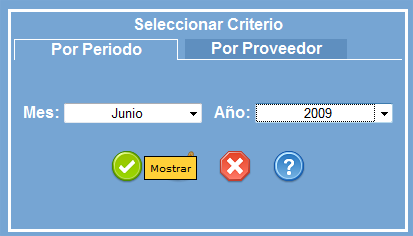 Seleccionar Criterio
Por Periodo Por Proveedor
Mes: Junio Año: 2009
Mostrar ?